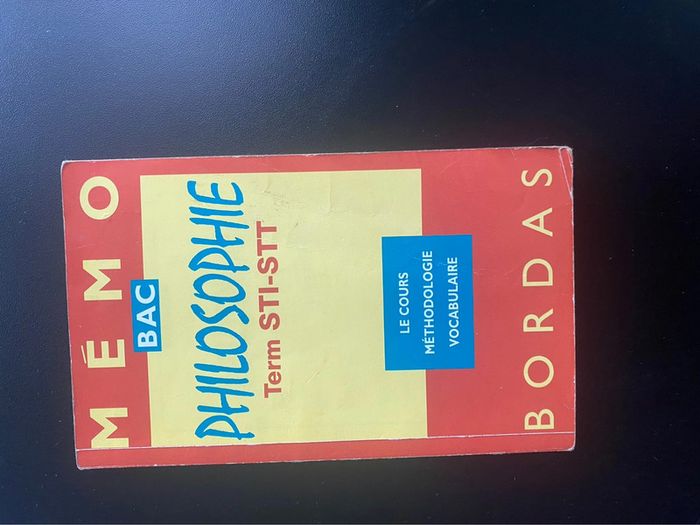 MÉMO
BAC
PHILOSOPHIE
Term STI-STT
LE COURS
MÉTHODOLOGIE
VOCABULAIRE
BORDAS